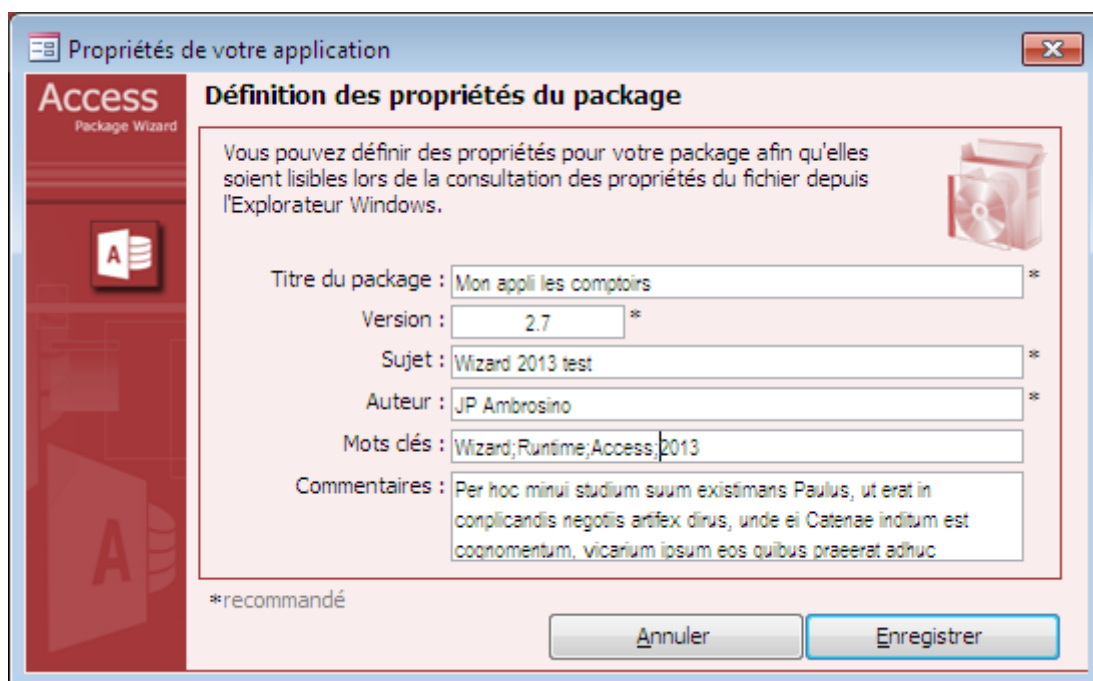 Propriétés de votre application
Access
Package Wizard
Définition des propriétés du package
Vous pouvez définir des propriétés pour votre package afin qu'elles
soient lisibles lors de la consultation des propriétés du fichier depuis
l'Explorateur Windows.
Titre du package : Mon appli les comptoirs *
Version : 2.7 *
Sujet : Wizard 2013 test *
Auteur : JP Ambrosino *
Mots clés : Wizard;Runtime;Access;2013
Commentaires : Per hoc minui studium suum existimans Paulus, ut erat in
conplicandis negotiis artifex dirus, unde ei Catenae inditum est
cognomentum, vicarium ipsum eos quibus praeerat adhuc
*recommandé
Annuler Enregistrer